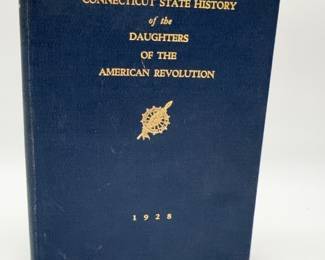 CONNECTICUT STATE HISTORY
of the
DAUGHTERS
OF THE
AMERICAN REVOLUTION
1928